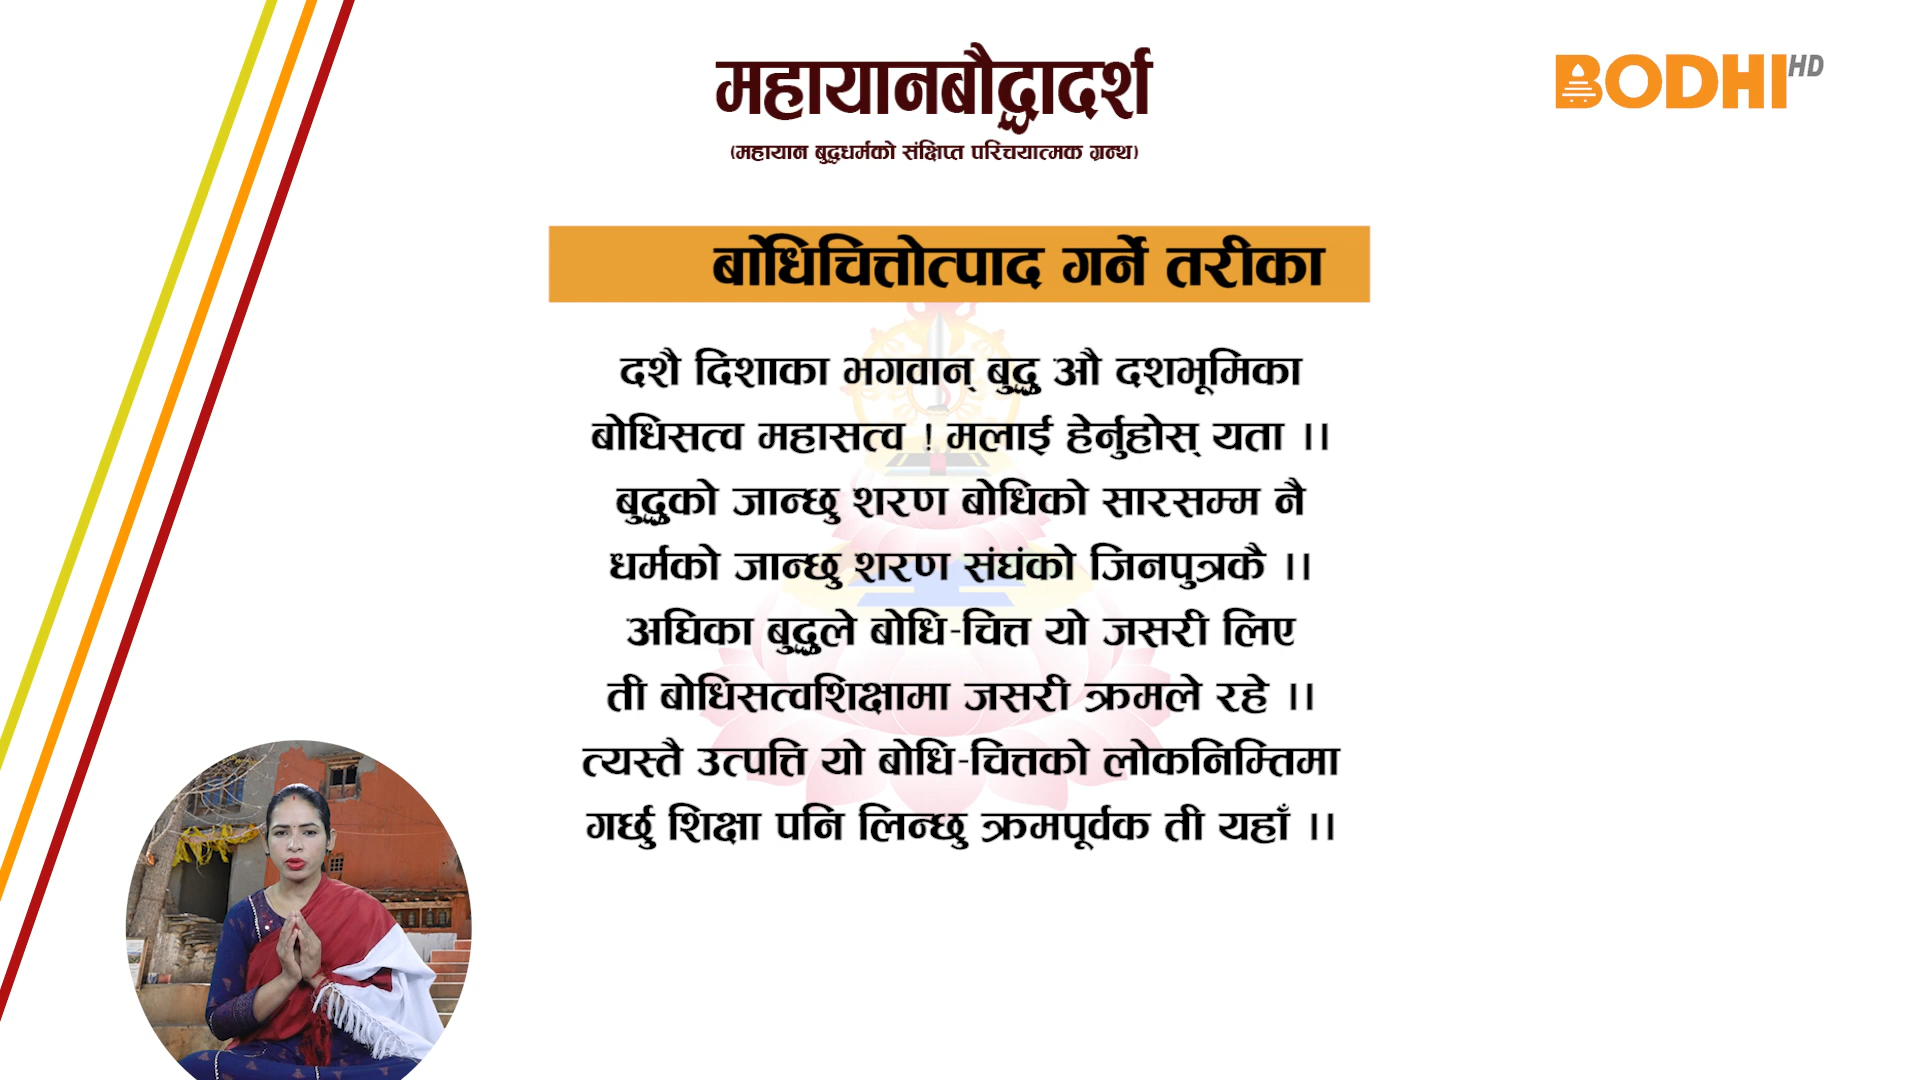 महायानबौद्धादर्श
(महायान बुद्धधर्मको संक्षिप्त परिचयात्मक ग्रन्थ)
BODHI HD
बोधिचित्तोत्पाद गर्ने तरीका
दशै दिशाका भगवान् बुद्ध औ दशभूमिका
बोधिसत्व महासत्व ! मलाई हेर्नुहोस् यता ।।
बुद्धको जान्छु शरण बोधिको सारसम्म नै
धर्मको जान्छु शरण संघंको जिनपुत्रकै ।।
अघिका बुद्धले बोधि-चित्त यो जसरी लिए
ती बोधिसत्वशिक्षामा जसरी क्रमले रहे ।।
त्यस्तै उत्पत्ति यो बोधि-चित्तको लोकनिम्तिमा
गर्छु शिक्षा पनि लिन्छु क्रमपूर्वक ती यहाँ ।।